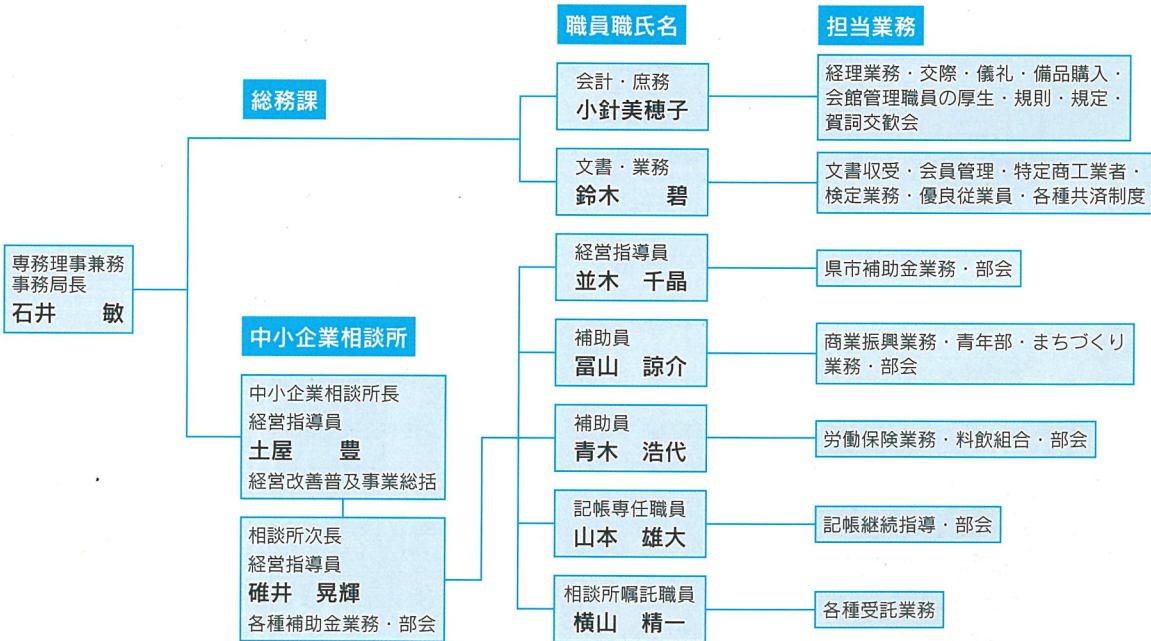 職員職氏名
担当業務
総務課
会計・庶務
小針美穂子
経理業務・交際・儀礼・備品購入・
会館管理職員の厚生・規則・規定・
賀詞交歓会
文書・業務
鈴木　碧
文書収受・会員管理・特定商工業者・
検定業務・優良従業員・各種共済制度
専務理事兼務
事務局長
石井　敏
中小企業相談所
中小企業相談所長
経営指導員
土屋　豊
経営改善普及事業総括
相談所次長
経営指導員
碓井　晃輝
各種補助金業務・部会
経営指導員
並木　千晶
県市補助金業務・部会
補助員
冨山　諒介
商業振興業務・青年部・まちづくり
業務・部会
補助員
青木　浩代
労働保険業務・料飲組合・部会
記帳専任職員
山本　雄大
記帳継続指導・部会
相談所嘱託職員
横山　精一
各種受託業務